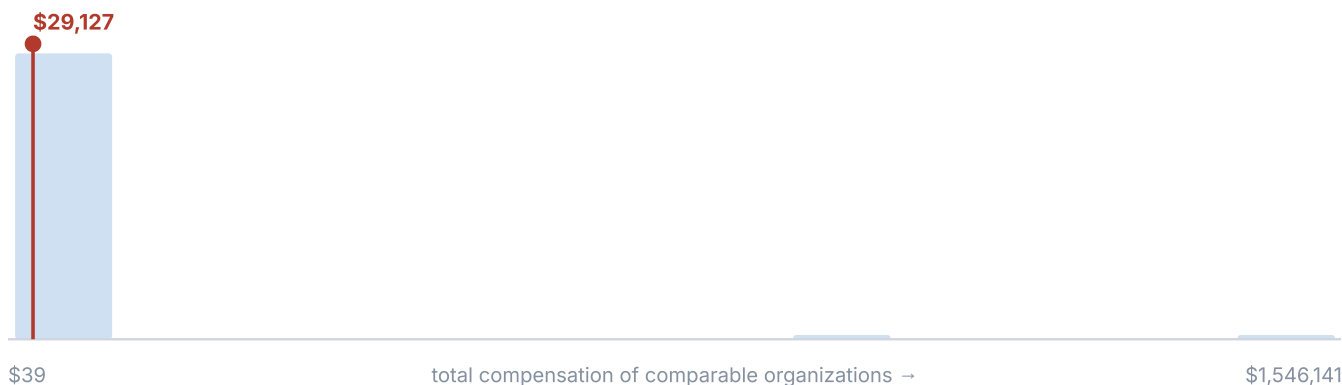 $29,127
$39 total compensation of comparable organizations → $1,546,141